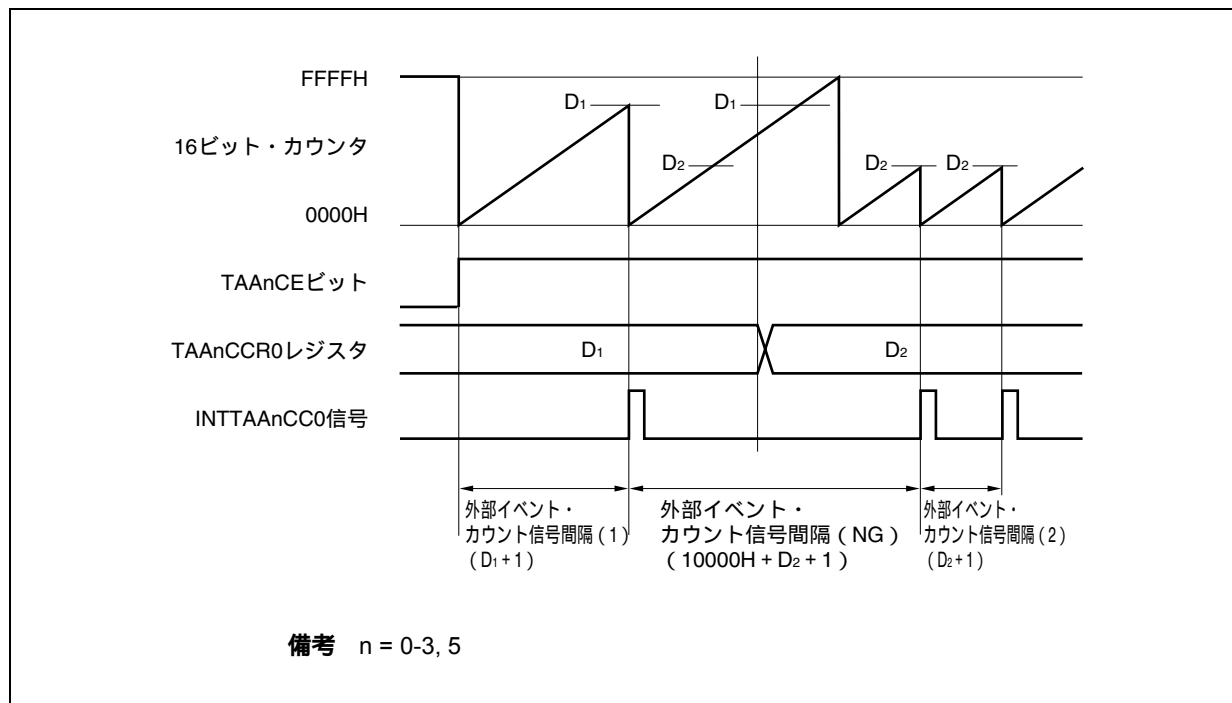 FFFFH
D1
D1
16ビット・カウンタ
D2
D2
D2
0000H
TAAnCEビット
TAAnCCR0レジスタ
D1
D2
INTTAAnCC0信号
外部イベント・
カウント信号間隔(1)
(D1+1)
外部イベント・
カウント信号間隔(NG)
(10000H+D2+1)
外部イベント・
カウント信号間隔(2)
(D2+1)
備考 n = 0-3, 5